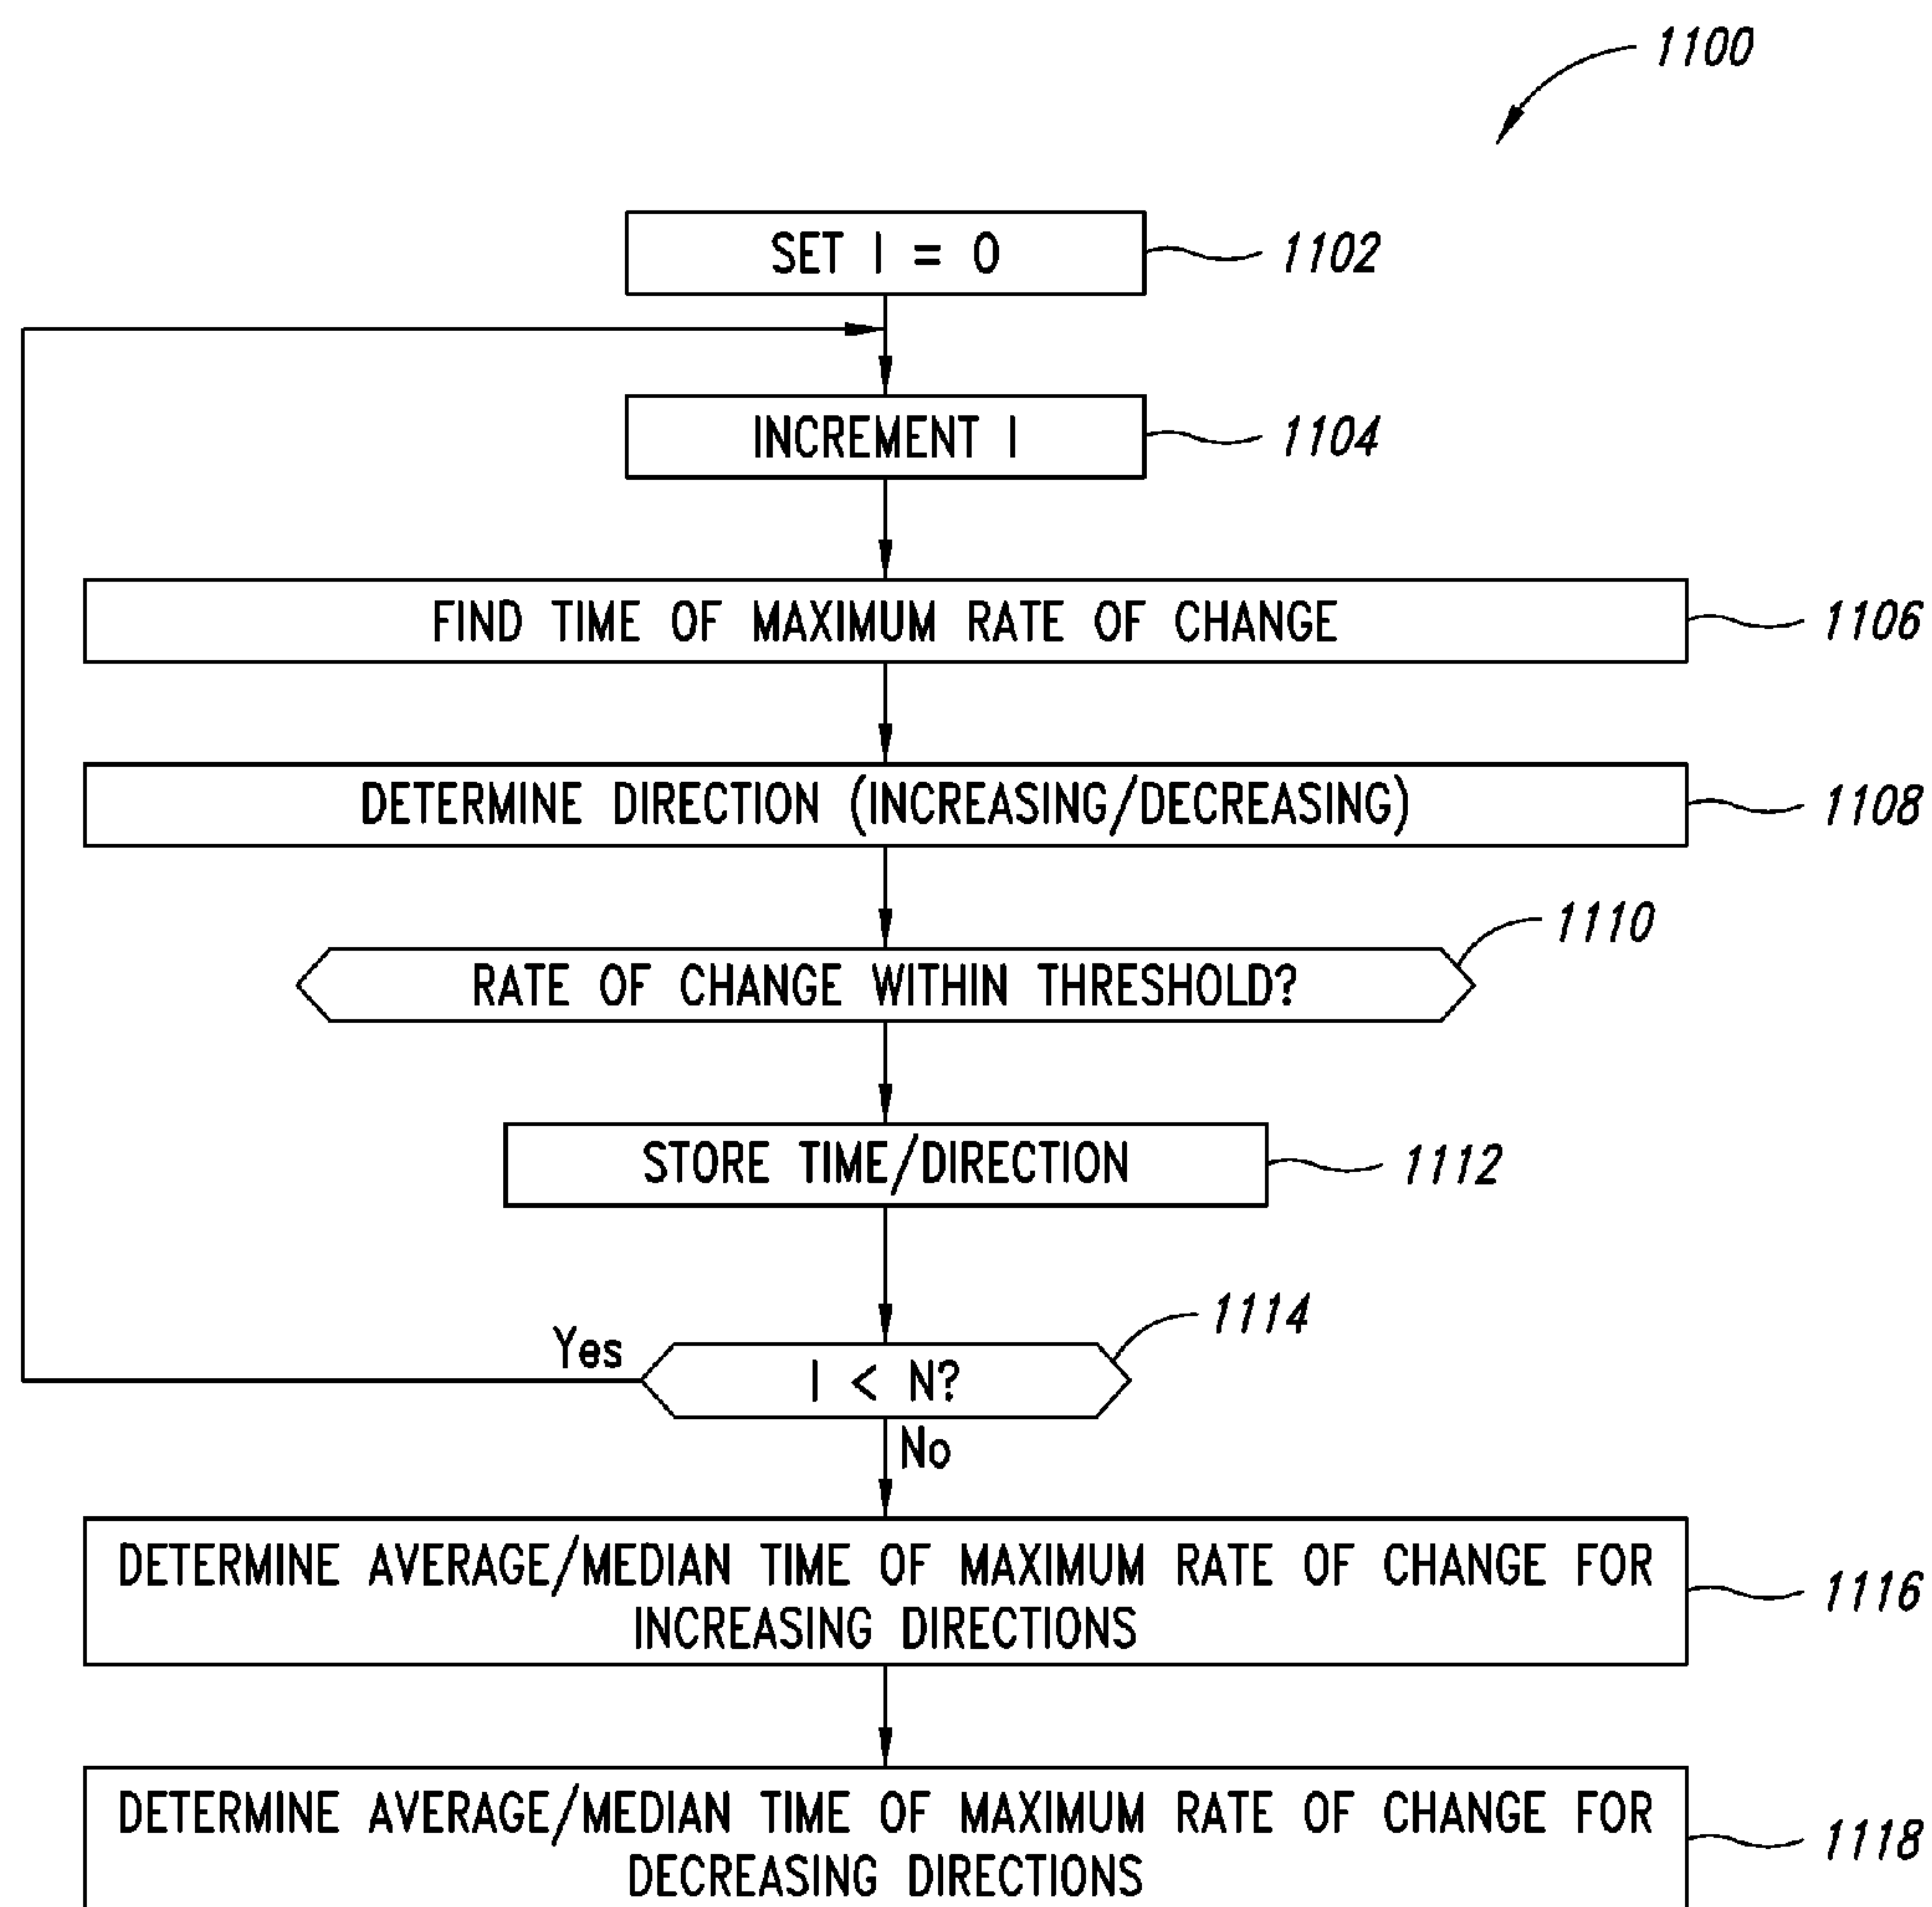 1100
SET I = 0
1102
INCREMENT I
1104
FIND TIME OF MAXIMUM RATE OF CHANGE
1106
DETERMINE DIRECTION (INCREASING/DECREASING)
1108
1110
RATE OF CHANGE WITHIN THRESHOLD?
STORE TIME/DIRECTION
1112
1114
Yes
I < N?
No
DETERMINE AVERAGE/MEDIAN TIME OF MAXIMUM RATE OF CHANGE FOR
INCREASING DIRECTIONS
1116
DETERMINE AVERAGE/MEDIAN TIME OF MAXIMUM RATE OF CHANGE FOR
DECREASING DIRECTIONS
1118